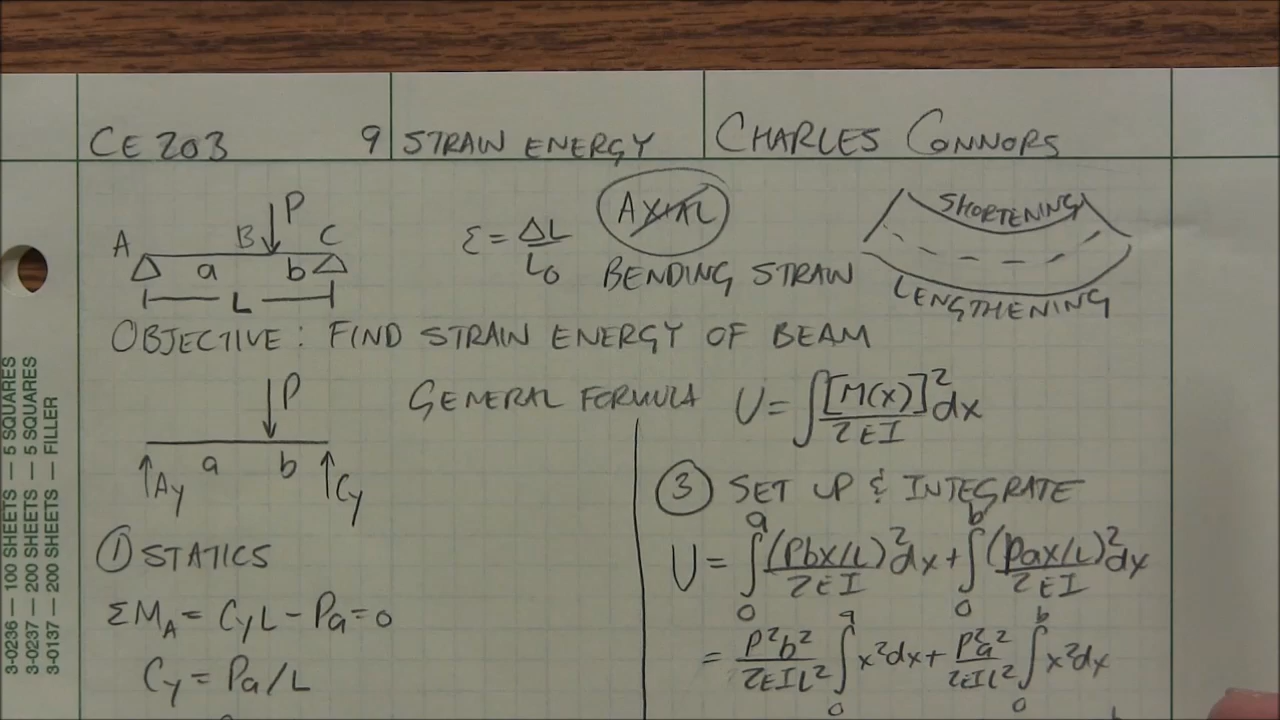 CE 203 9 STRAIN ENERGY CHARLES CONNORS
P
A B C
a b
L
ε = ΔL/L₀
AXIAL
BENDING STRAIN
SHORTENING
LENGTHENING
OBJECTIVE: FIND STRAIN ENERGY OF BEAM
P
a b
Ay Cy
GENERAL FORMULA U = ∫ [M(x)]²/2EI dx
① STATICS
ΣM_A = CyL - Pa = 0
Cy = Pa/L
③ SET UP & INTEGRATE
U = ∫₀ᵃ (Pbx/L)²/2EI dx + ∫₀ᵇ (Pax/L)²/2EI dx
= P²b²/2EIL² ∫₀ᵃ x²dx + P²a²/2EIL² ∫₀ᵇ x²dx
3-0236 — 100 SHEETS — 5 SQUARES
3-0237 — 200 SHEETS — 5 SQUARES
3-0137 — 200 SHEETS — FILLER